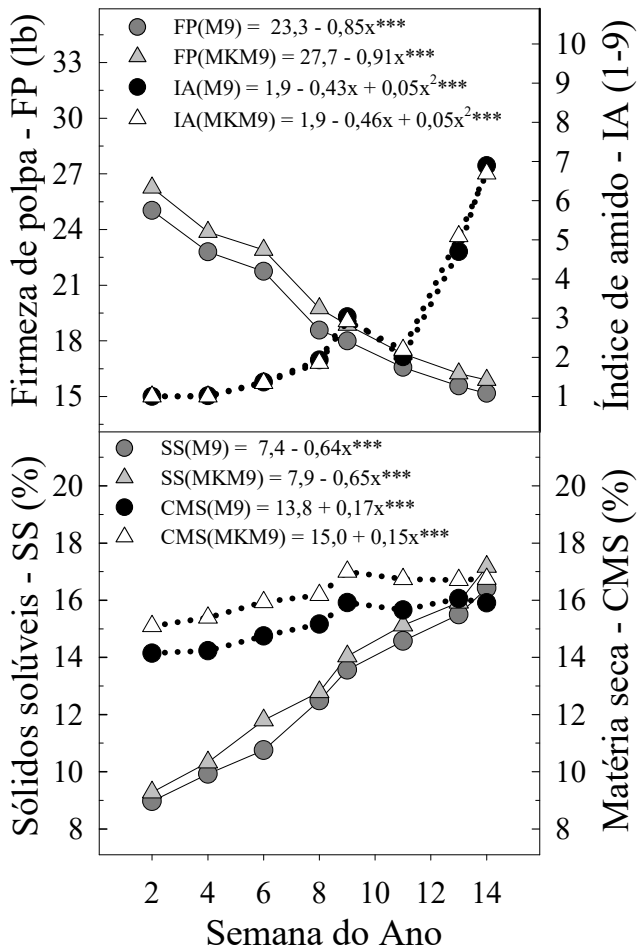 Firmeza de polpa - FP (lb)
33
30
27
24
21
18
15
FP(M9) = 23,3 - 0,85x***
FP(MKM9) = 27,7 - 0,91x***
IA(M9) = 1,9 - 0,43x + 0,05x²***
IA(MKM9) = 1,9 - 0,46x + 0,05x²***
10
9
8
7
6
5
4
3
2
1
Índice de amido - IA (1-9)
Sólidos solúveis - SS (%)
20
18
16
14
12
10
8
SS(M9) = 7,4 - 0,64x***
SS(MKM9) = 7,9 - 0,65x***
CMS(M9) = 13,8 + 0,17x***
CMS(MKM9) = 15,0 + 0,15x***
20
18
16
14
12
10
8
Matéria seca - CMS (%)
2 4 6 8 10 12 14
Semana do Ano